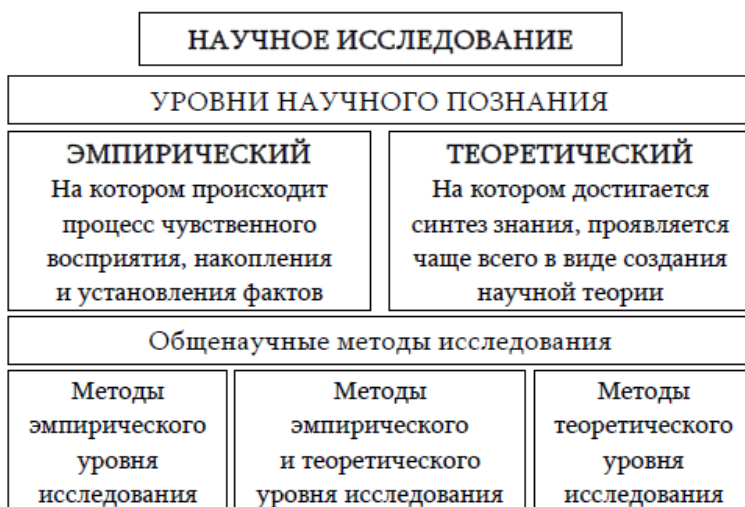 НАУЧНОЕ ИССЛЕДОВАНИЕ
УРОВНИ НАУЧНОГО ПОЗНАНИЯ
ЭМПИРИЧЕСКИЙ
На котором происходит
процесс чувственного
восприятия, накопления
и установления фактов
ТЕОРЕТИЧЕСКИЙ
На котором достигается
синтез знания, проявляется
чаще всего в виде создания
научной теории
Общенаучные методы исследования
Методы
эмпирического
уровня
исследования
Методы
эмпирического
и теоретического
уровня исследования
Методы
теоретического
уровня
исследования